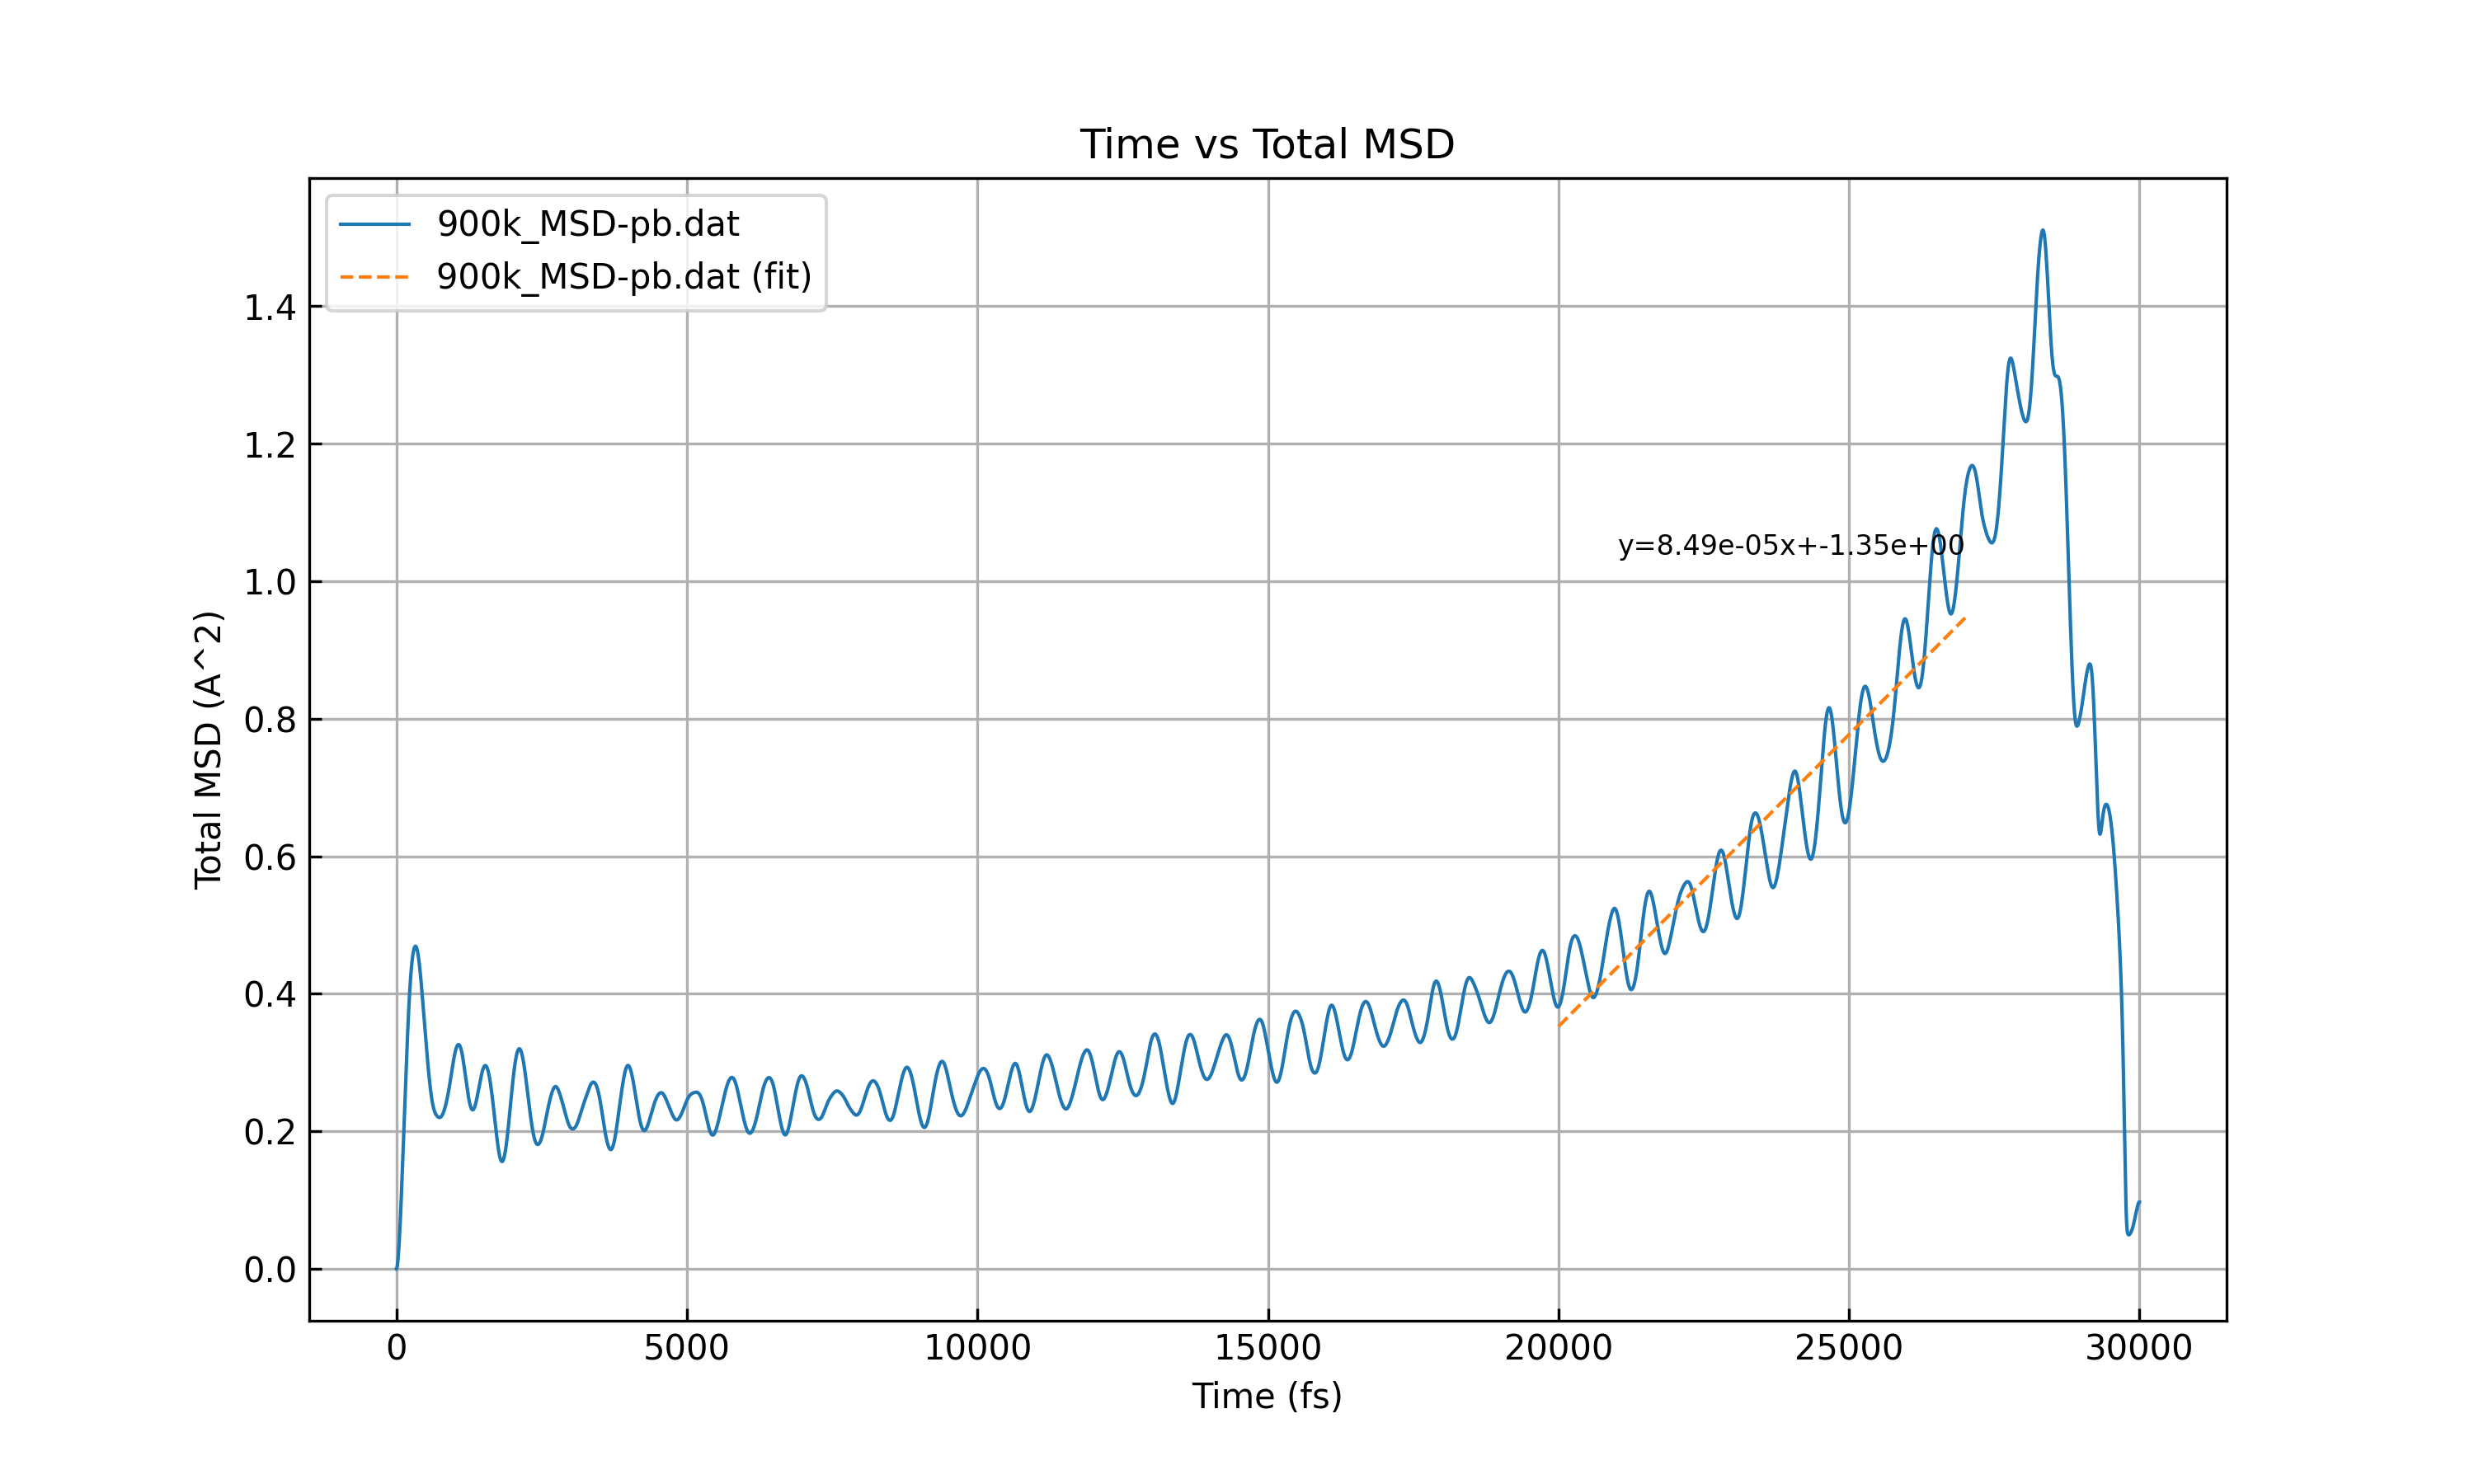 Time vs Total MSD
900k_MSD-pb.dat
900k_MSD-pb.dat (fit)
1.4
1.2
y=8.49e-05x+-1.35e+00
1.0
0.8
0.6
0.4
0.2
0.0
Total MSD (A^2)
0 5000 10000 15000 20000 25000 30000
Time (fs)